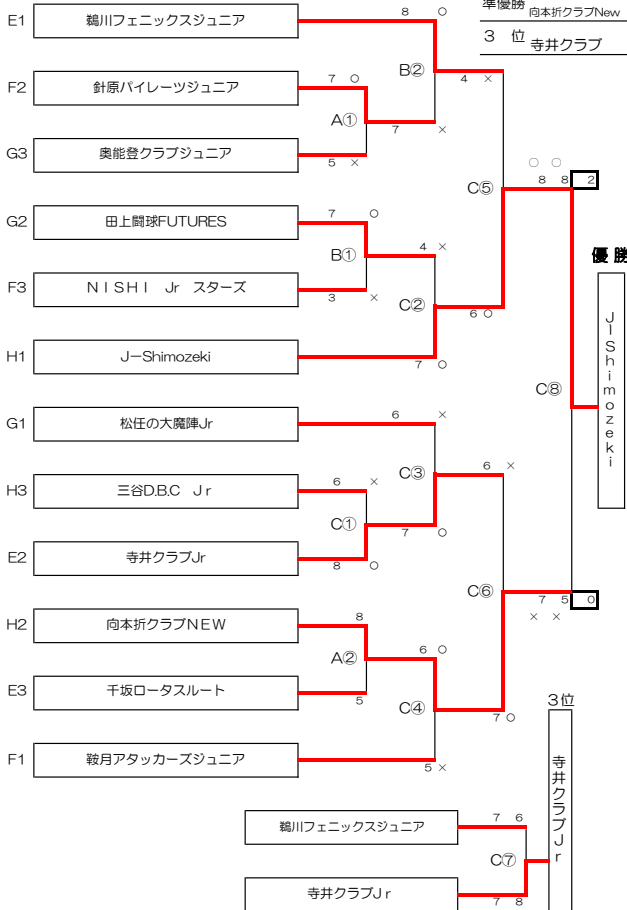 準優勝 向本折クラブNew
3 位 寺井クラブ
E1 鵜川フェニックスジュニア 8 ○
B②
4 ×
F2 針原パイレーツジュニア 7 ○
A①
7 ×
G3 奥能登クラブジュニア 5 ×
C⑤
○ ○
8 8 2
G2 田上闘球FUTURES 7 ○
B①
4 ×
F3 NISHI Jr スターズ 3 ×
C②
6 ○
H1 J−Shimozeki 7 ○
優 勝
J−Shimozeki
C⑧
G1 松任の大魔陣Jr 6 ×
C③
6 ×
H3 三谷D.B.C Jr 6 ×
C①
7 ○
E2 寺井クラブJr 8 ○
C⑥
7 5 0
× ×
H2 向本折クラブNEW 8
A②
6 ○
E3 千坂ロータスルート 5
C④
7 ○
F1 鞍月アタッカーズジュニア 5 ×
3位
寺井クラブJr
鵜川フェニックスジュニア 7 6
C⑦
寺井クラブJr 7 8